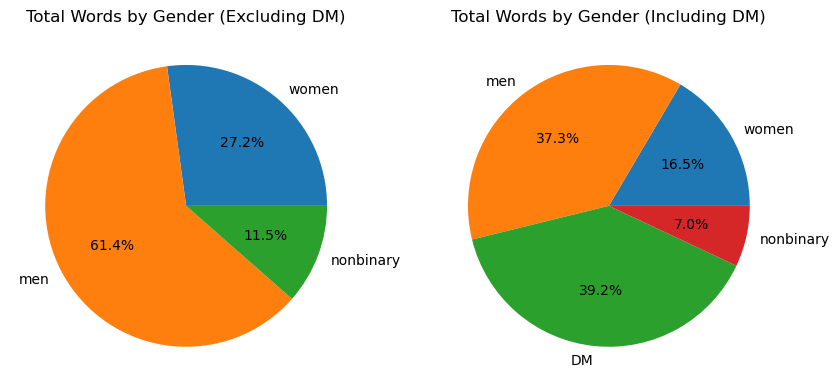 Total Words by Gender (Excluding DM)
women
27.2%
61.4%
men
11.5%
nonbinary
Total Words by Gender (Including DM)
men
37.3%
women
16.5%
7.0%
nonbinary
39.2%
DM